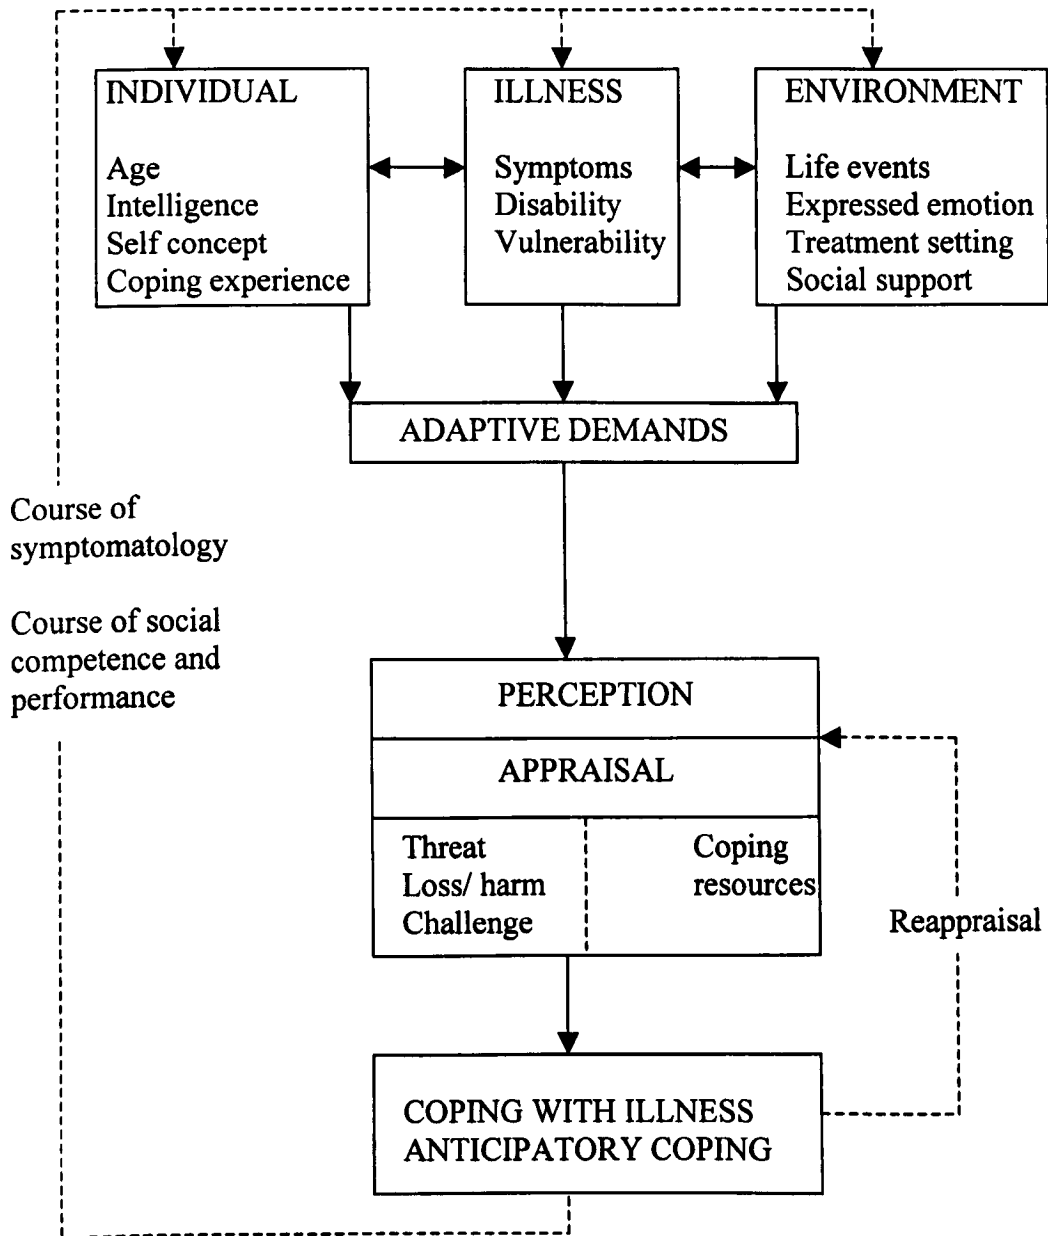 INDIVIDUAL
Age
Intelligence
Self concept
Coping experience
ILLNESS
Symptoms
Disability
Vulnerability
ENVIRONMENT
Life events
Expressed emotion
Treatment setting
Social support
ADAPTIVE DEMANDS
Course of
symptomatology
Course of social
competence and
performance
PERCEPTION
APPRAISAL
Threat
Loss/ harm
Challenge
Coping
resources
Reappraisal
COPING WITH ILLNESS
ANTICIPATORY COPING